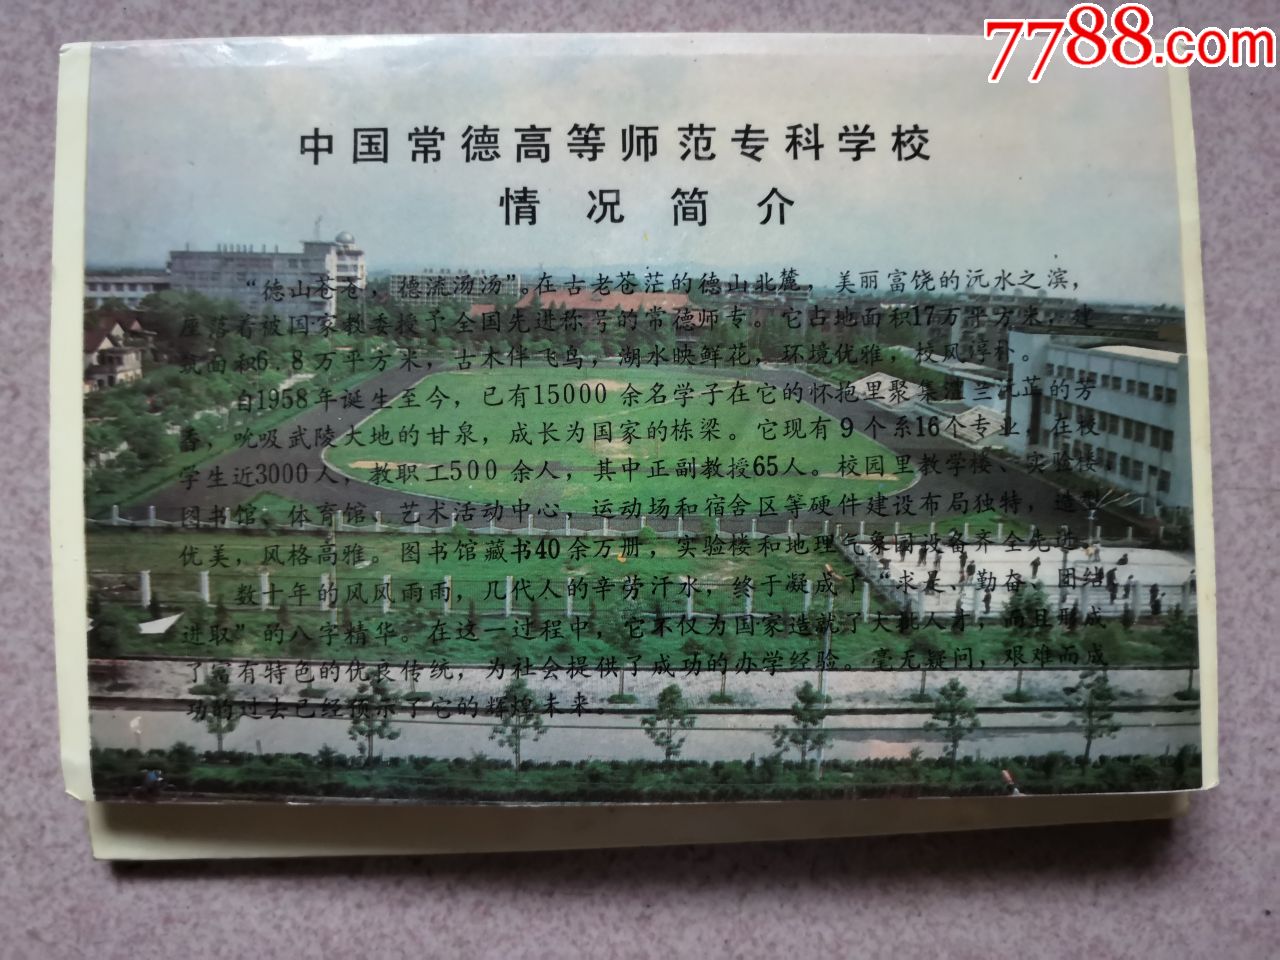 7788.com
中国常德高等师范专科学校
情况简介
“德山苍苍，德流汤汤”。在古老苍茫的德山北麓，美丽富饶的沅水之滨，
座落着被国家教委授予全国先进称号的常德师专。它占地面积17万平方米，建
筑面积6.8万平方米，古木伴飞鸟，湖水映鲜花，环境优雅，校风淳朴。
自1958年诞生至今，已有15000余名学子在它的怀抱里聚集澧兰沅芷的芳
香，吮吸武陵大地的甘泉，成长为国家的栋梁。它现有9个系16个专业，在校
学生近3000人，教职工500余人，其中正副教授65人。校园里教学楼、实验楼、
图书馆、体育馆、艺术活动中心，运动场和宿舍区等硬件建设布局独特，造型
优美，风格高雅。图书馆藏书40余万册，实验楼和地理气象园设备齐全先进。
数十年的风风雨雨，几代人的辛劳汗水，终于凝成了“求是、勤奋、团结
进取”的八字精华。在这一过程中，它不仅为国家造就了大批人才，而且形成
了富有特色的优良传统，为社会提供了成功的办学经验。毫无疑问，艰难而成
功的过去已经预示了它的辉煌未来。